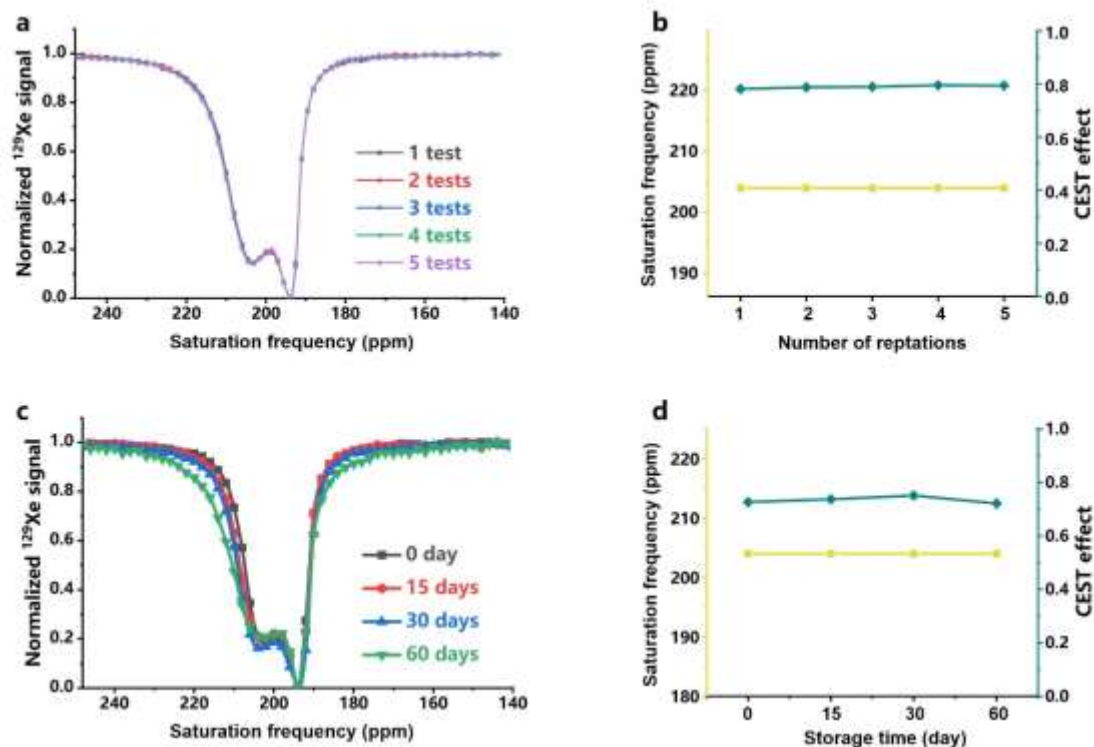 a
Normalized ¹²⁹Xe signal
1.0
0.8
0.6
0.4
0.2
0.0
240 220 200 180 160 140
Saturation frequency (ppm)
1 test
2 tests
3 tests
4 tests
5 tests
b
Saturation frequency (ppm)
220
210
200
190
CEST effect
1.0
0.8
0.6
0.4
0.2
0.0
1 2 3 4 5
Number of reptations
c
Normalized ¹²⁹Xe signal
1.0
0.8
0.6
0.4
0.2
0.0
240 220 200 180 160 140
Saturation frequency (ppm)
0 day
15 days
30 days
60 days
d
Saturation frequency (ppm)
220
210
200
190
180
CEST effect
1.0
0.8
0.6
0.4
0.2
0.0
0 15 30 60
Storage time (day)